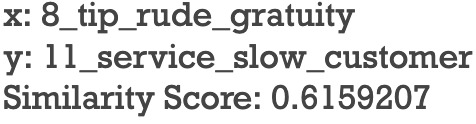 x: 8_tip_rude_gratuity
y: 11_service_slow_customer
Similarity Score: 0.6159207